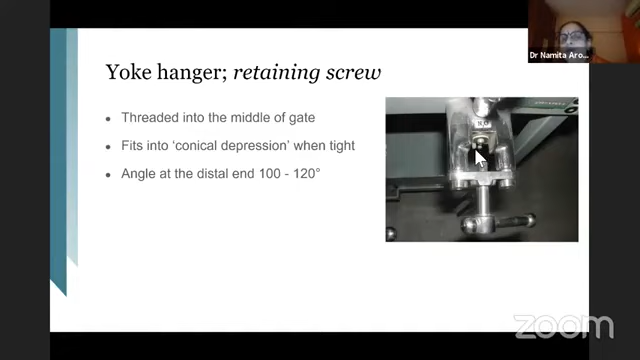 Yoke hanger; retaining screw
Threaded into the middle of gate
Fits into ‘conical depression’ when tight
Angle at the distal end 100 - 120°
Dr Namita Aro...
zoom